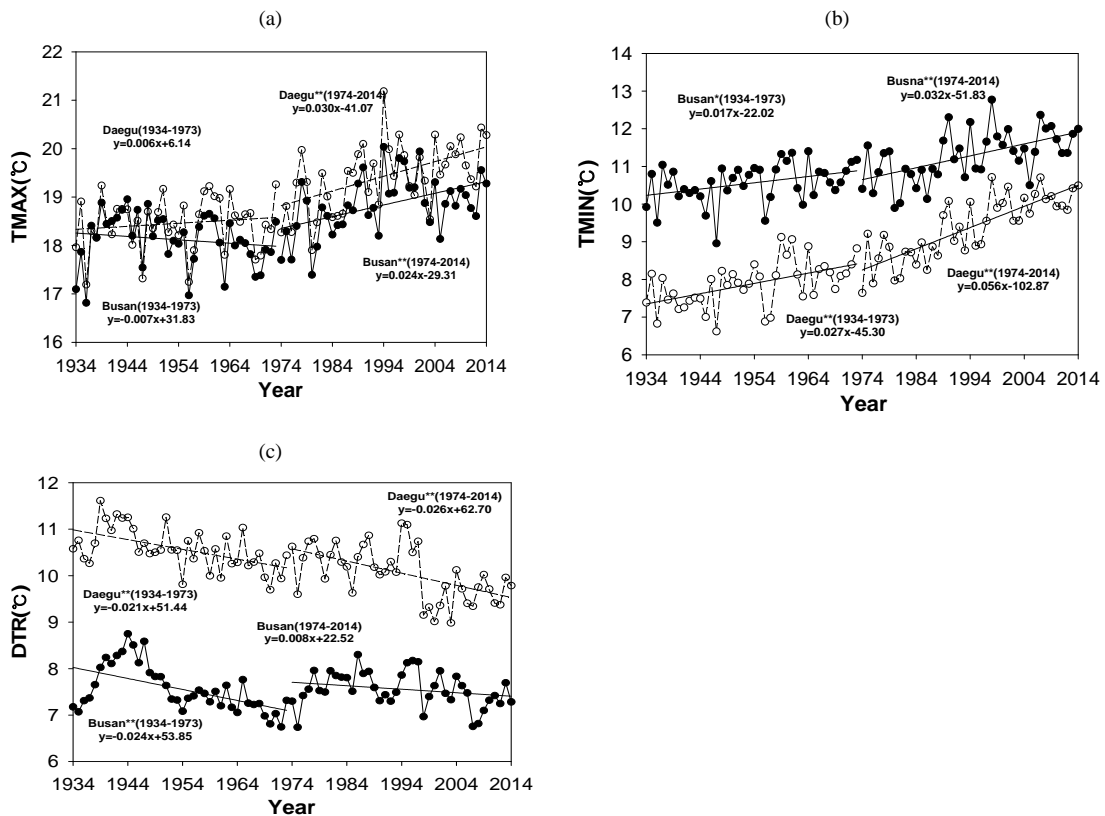 (a)
TMAX(℃)
22
21
20
19
18
17
16
Daegu**(1974-2014)
y=0.030x-41.07
Daegu(1934-1973)
y=0.006x+6.14
Busan**(1974-2014)
y=0.024x-29.31
Busan(1934-1973)
y=-0.007x+31.83
1934 1944 1954 1964 1974 1984 1994 2004 2014
Year
(b)
TMIN(℃)
14
13
12
11
10
9
8
7
6
Busan*(1934-1973)
y=0.017x-22.02
Busna**(1974-2014)
y=0.032x-51.83
Daegu**(1974-2014)
y=0.056x-102.87
Daegu**(1934-1973)
y=0.027x-45.30
1934 1944 1954 1964 1974 1984 1994 2004 2014
Year
(c)
DTR(℃)
12
11
10
9
8
7
6
Daegu**(1974-2014)
y=-0.026x+62.70
Daegu**(1934-1973)
y=-0.021x+51.44
Busan(1974-2014)
y=0.008x+22.52
Busan**(1934-1973)
y=-0.024x+53.85
1934 1944 1954 1964 1974 1984 1994 2004 2014
Year